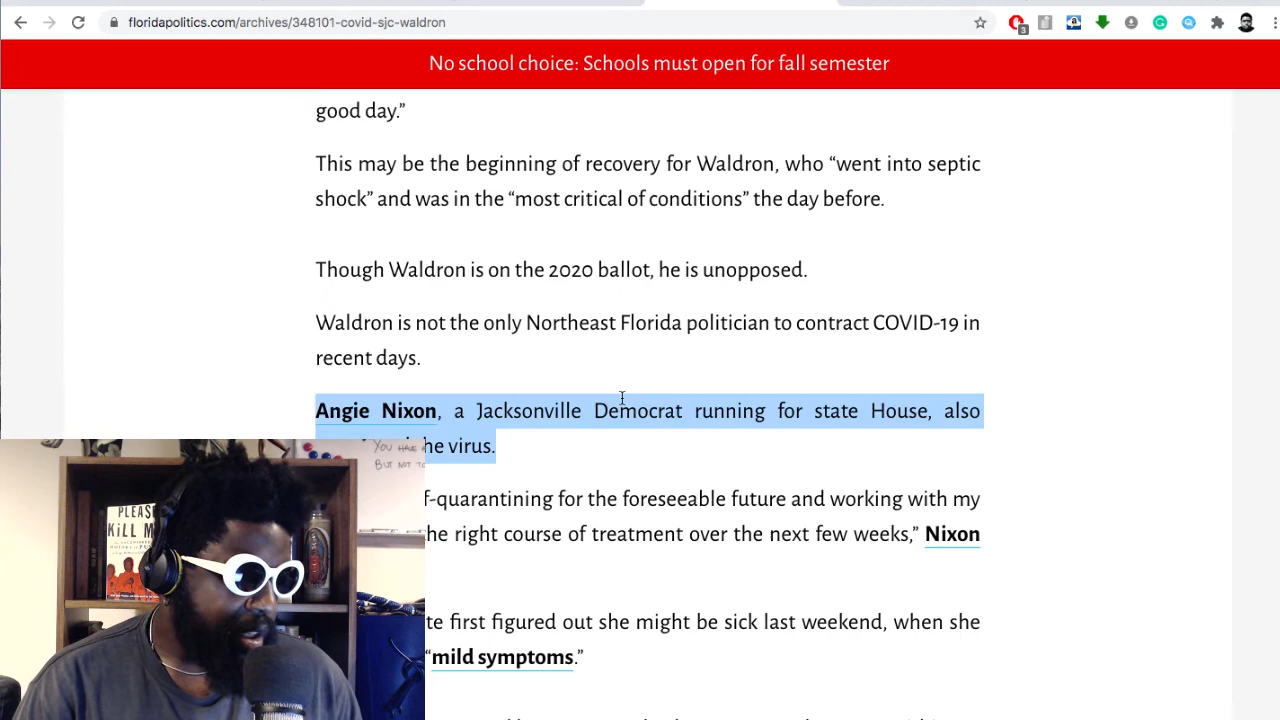 floridapolitics.com/archives/348101-covid-sjc-waldron
3
No school choice: Schools must open for fall semester
good day.”
This may be the beginning of recovery for Waldron, who “went into septic
shock” and was in the “most critical of conditions” the day before.
Though Waldron is on the 2020 ballot, he is unopposed.
Waldron is not the only Northeast Florida politician to contract COVID-19 in
recent days.
Angie Nixon, a Jacksonville Democrat running for state House, also
he virus.
f-quarantining for the foreseeable future and working with my
he right course of treatment over the next few weeks,” Nixon
te first figured out she might be sick last weekend, when she
“mild symptoms.”
YOU HAVE
BUT NOT TO
PLEASE
KILL M